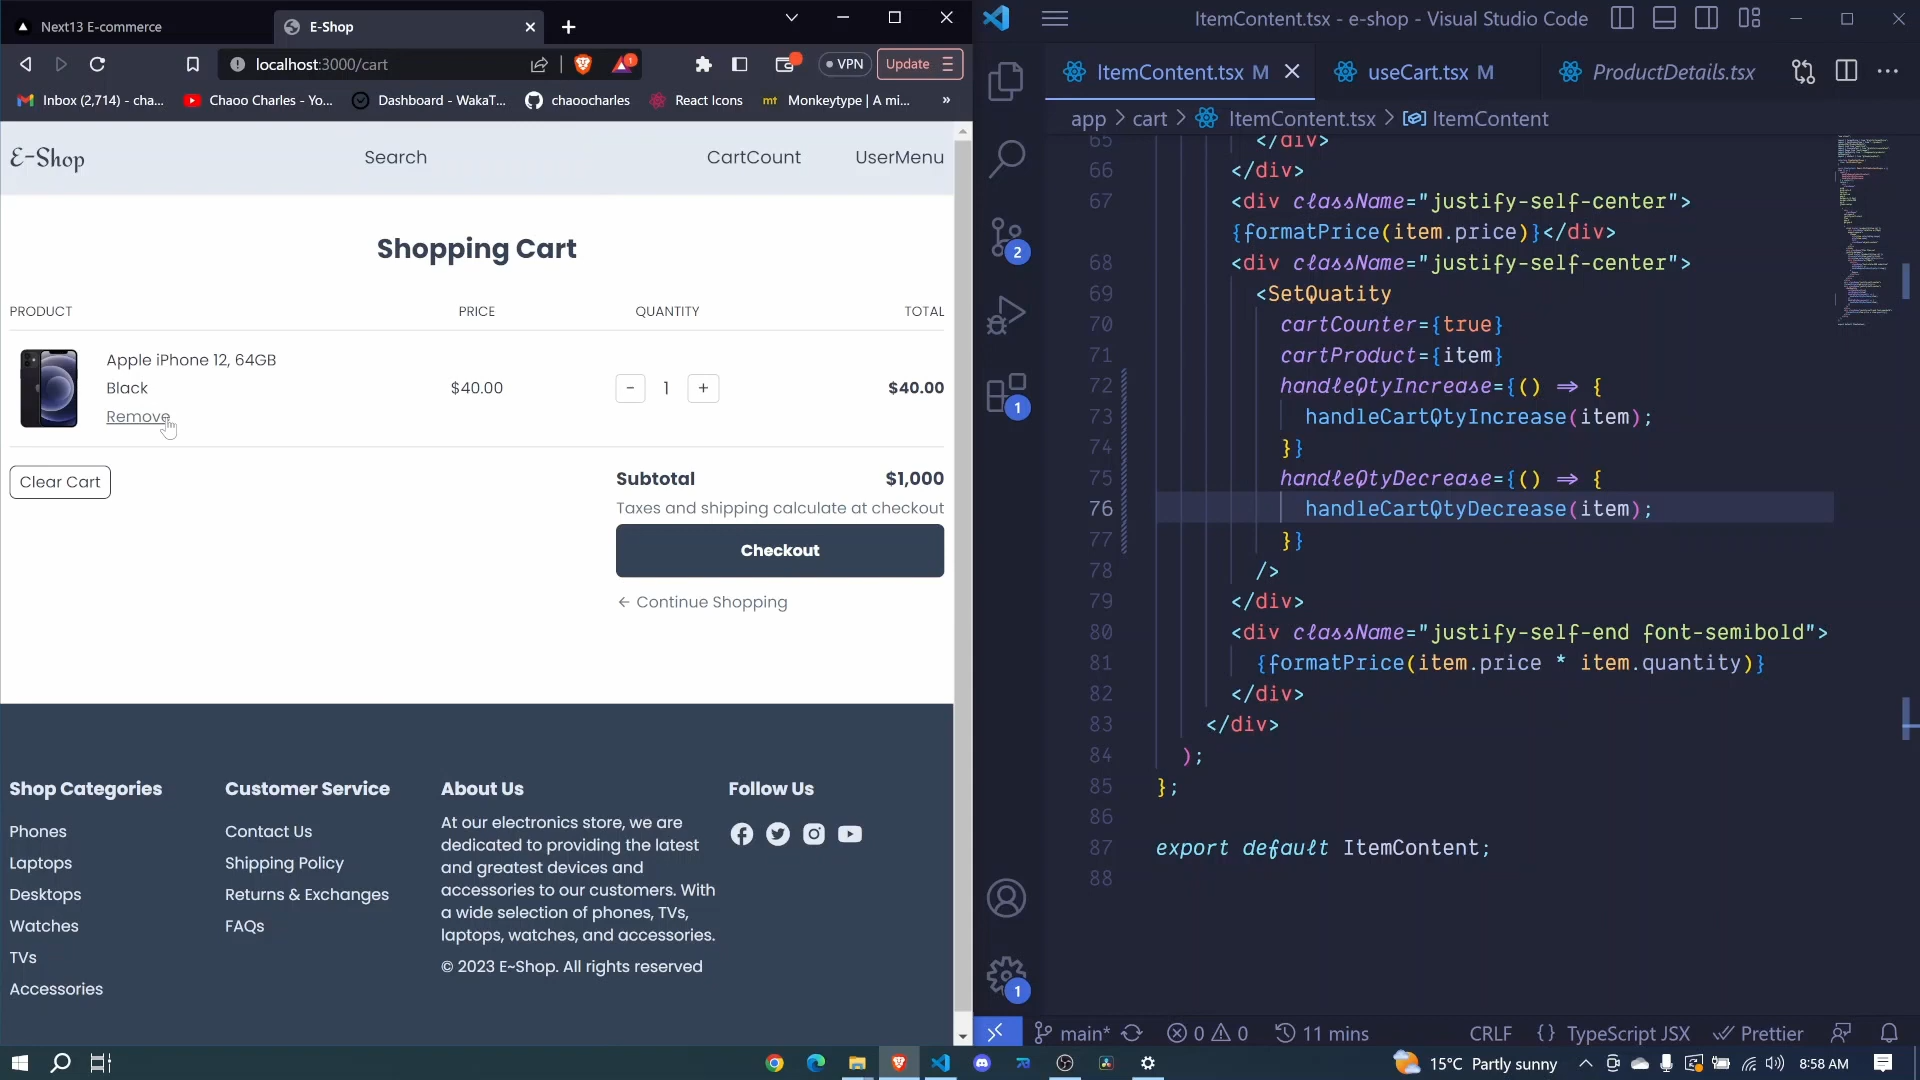 Next13 E-commerce
E-Shop
localhost:3000/cart
1
VPN
Update
Inbox (2,714) - cha...
Chaoo Charles - Yo...
Dashboard - WakaT...
chaoocharles
React Icons
mt
Monkeytype | A mi...
»
E~Shop
Search
CartCount
UserMenu
Shopping Cart
PRODUCT
PRICE
QUANTITY
TOTAL
Apple iPhone 12, 64GB
Black
Remove
$40.00
- 1 +
$40.00
Clear Cart
Subtotal
$1,000
Taxes and shipping calculate at checkout
Checkout
← Continue Shopping
Shop Categories
Phones
Laptops
Desktops
Watches
TVs
Accessories
Customer Service
Contact Us
Shipping Policy
Returns & Exchanges
FAQs
About Us
At our electronics store, we are
dedicated to providing the latest
and greatest devices and
accessories to our customers. With
a wide selection of phones, TVs,
laptops, watches, and accessories.
© 2023 E~Shop. All rights reserved
Follow Us
ItemContent.tsx - e-shop - Visual Studio Code
ItemContent.tsx M
useCart.tsx M
ProductDetails.tsx
app > cart > ItemContent.tsx > ItemContent
2
1
1
65 </div>
66 </div>
67 <div className="justify-self-center">
{formatPrice(item.price)}</div>
68 <div className="justify-self-center">
69 <SetQuatity
70 cartCounter={true}
71 cartProduct={item}
72 handleQtyIncrease={() => {
73 handleCartQtyIncrease(item);
74 }}
75 handleQtyDecrease={() => {
76 handleCartQtyDecrease(item);
77 }}
78 />
79 </div>
80 <div className="justify-self-end font-semibold">
81 {formatPrice(item.price * item.quantity)}
82 </div>
83 </div>
84 );
85 };
86
87 export default ItemContent;
88
main*
0
0
11 mins
CRLF
{} TypeScript JSX
Prettier
15°C Partly sunny
8:58 AM